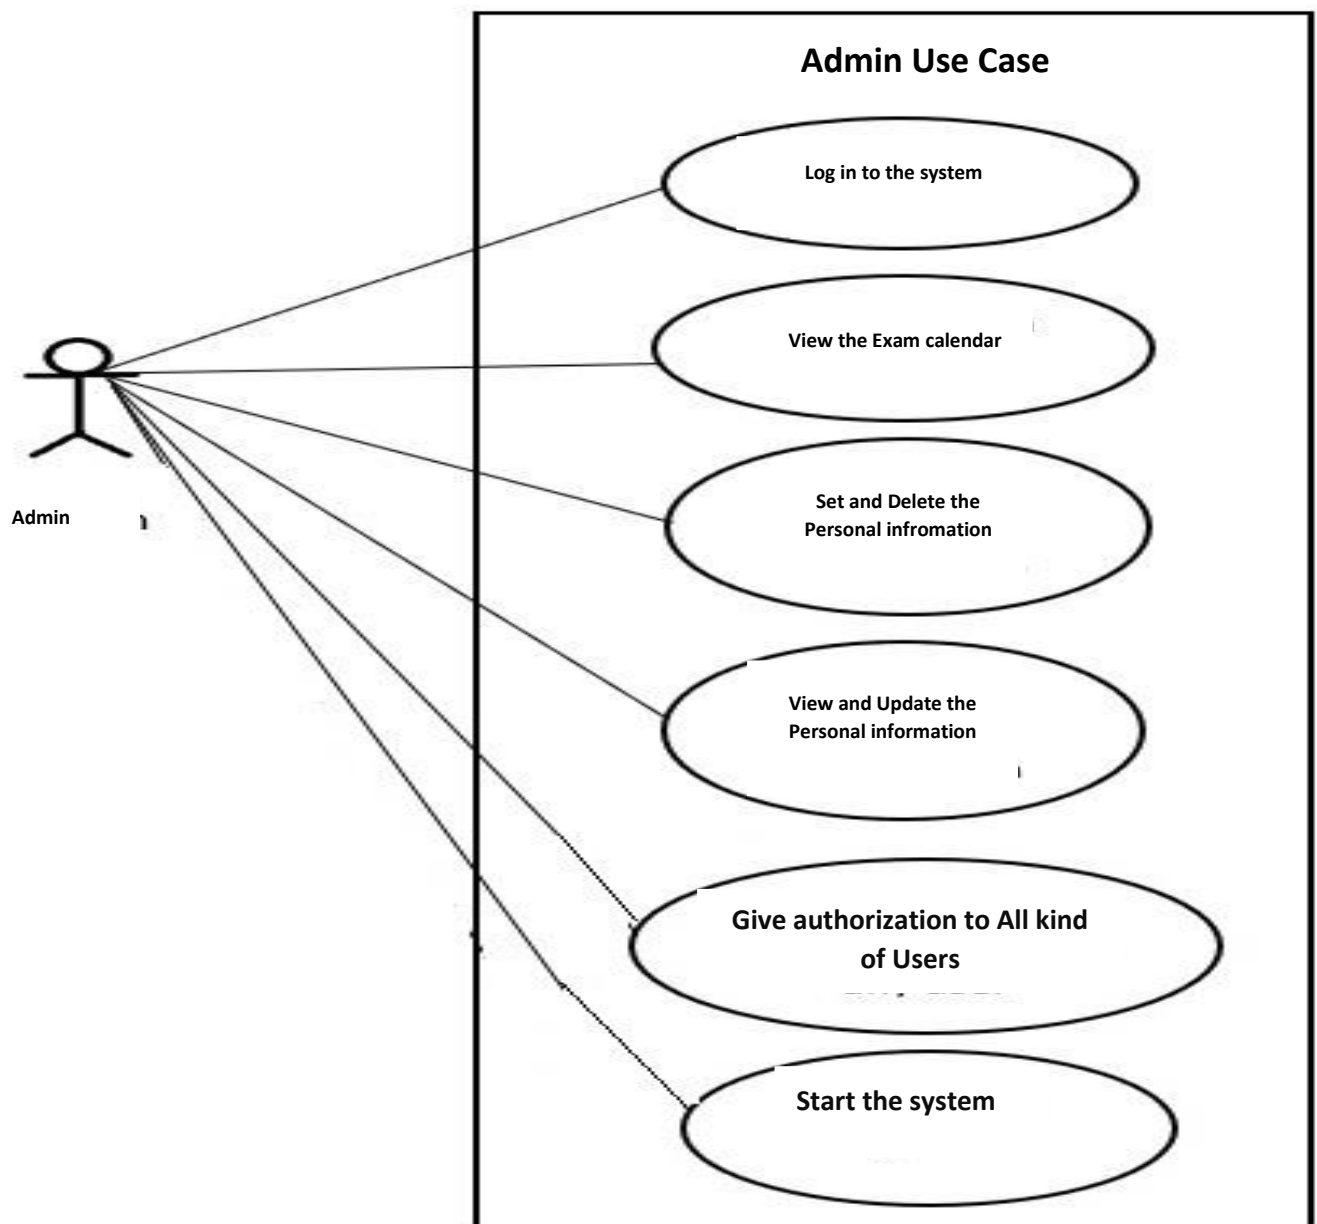 Admin Use Case
Log in to the system
View the Exam calendar
Set and Delete the
Personal infromation
Admin
View and Update the
Personal information
Give authorization to All kind
of Users
Start the system